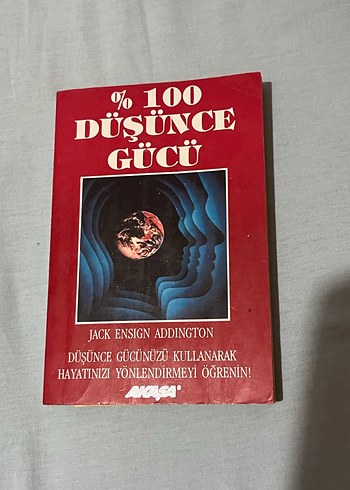 % 100
DÜŞÜNCE
GÜCÜ
JACK ENSIGN ADDINGTON
DÜŞÜNCE GÜCÜNÜZÜ KULLANARAK
HAYATINIZI YÖNLENDİRMEYİ ÖĞRENİN!
AKAŞA®